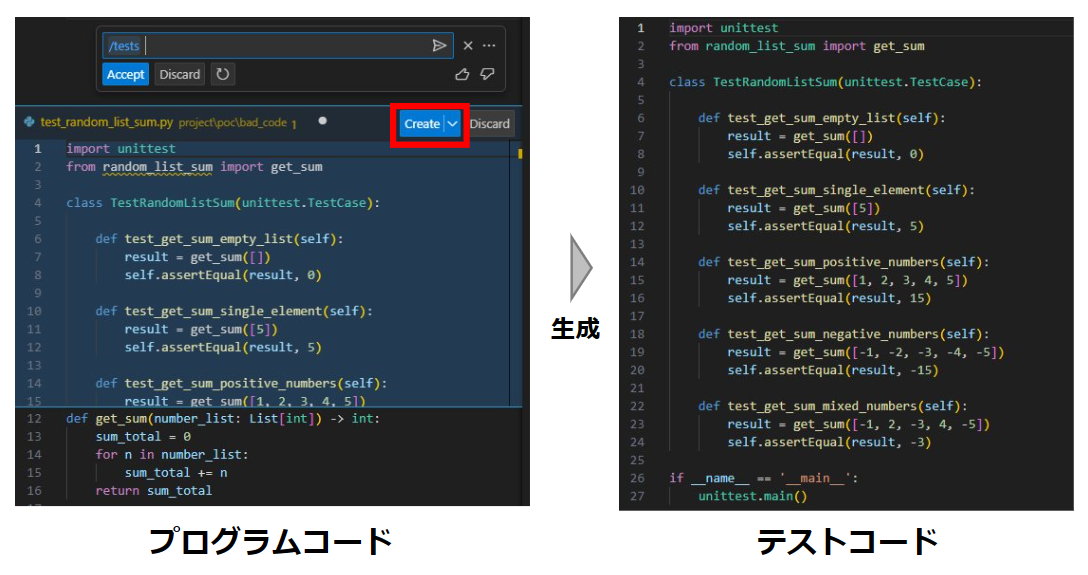 /tests
Accept Discard
test_random_list_sum.py project\poc\bad_code 1
Create Discard
1 import unittest
2 from random_list_sum import get_sum
3
4 class TestRandomListSum(unittest.TestCase):
5
6 def test_get_sum_empty_list(self):
7 result = get_sum([])
8 self.assertEqual(result, 0)
9
10 def test_get_sum_single_element(self):
11 result = get_sum([5])
12 self.assertEqual(result, 5)
13
14 def test_get_sum_positive_numbers(self):
15 result = get_sum([1, 2, 3, 4, 5])
12 def get_sum(number_list: List[int]) -> int:
13 sum_total = 0
14 for n in number_list:
15 sum_total += n
16 return sum_total
プログラムコード
生成
1 import unittest
2 from random_list_sum import get_sum
3
4 class TestRandomListSum(unittest.TestCase):
5
6 def test_get_sum_empty_list(self):
7 result = get_sum([])
8 self.assertEqual(result, 0)
9
10 def test_get_sum_single_element(self):
11 result = get_sum([5])
12 self.assertEqual(result, 5)
13
14 def test_get_sum_positive_numbers(self):
15 result = get_sum([1, 2, 3, 4, 5])
16 self.assertEqual(result, 15)
17
18 def test_get_sum_negative_numbers(self):
19 result = get_sum([-1, -2, -3, -4, -5])
20 self.assertEqual(result, -15)
21
22 def test_get_sum_mixed_numbers(self):
23 result = get_sum([-1, 2, -3, 4, -5])
24 self.assertEqual(result, -3)
25
26 if __name__ == '__main__':
27 unittest.main()
テストコード